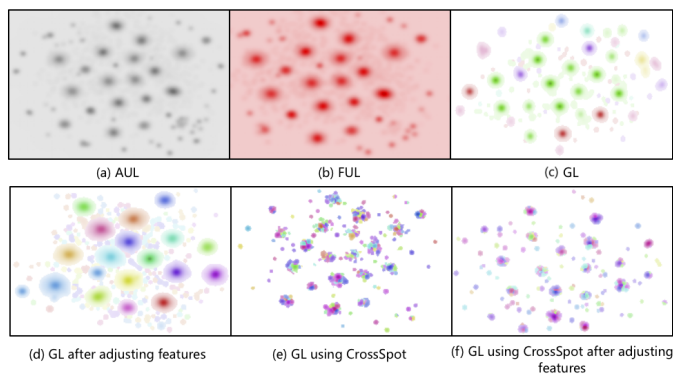 (a) AUL
(b) FUL
(c) GL
(d) GL after adjusting features
(e) GL using CrossSpot
(f) GL using CrossSpot after adjusting
features